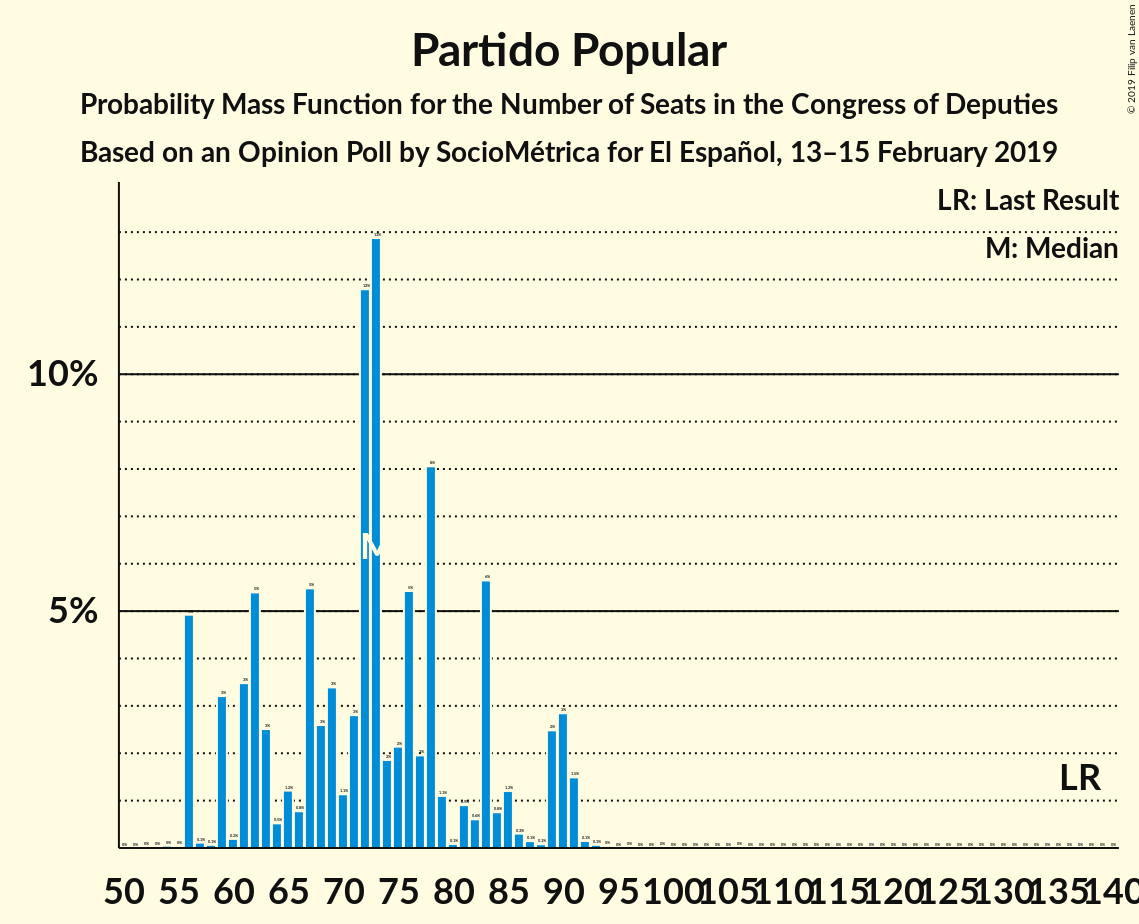 Partido Popular
Probability Mass Function for the Number of Seats in the Congress of Deputies
Based on an Opinion Poll by SocioMétrica for El Español, 13–15 February 2019
© 2019 Filip van Laenen
LR: Last Result
M: Median
10%
5%
M
LR
50 55 60 65 70 75 80 85 90 95 100 105 110 115 120 125 130 135 140